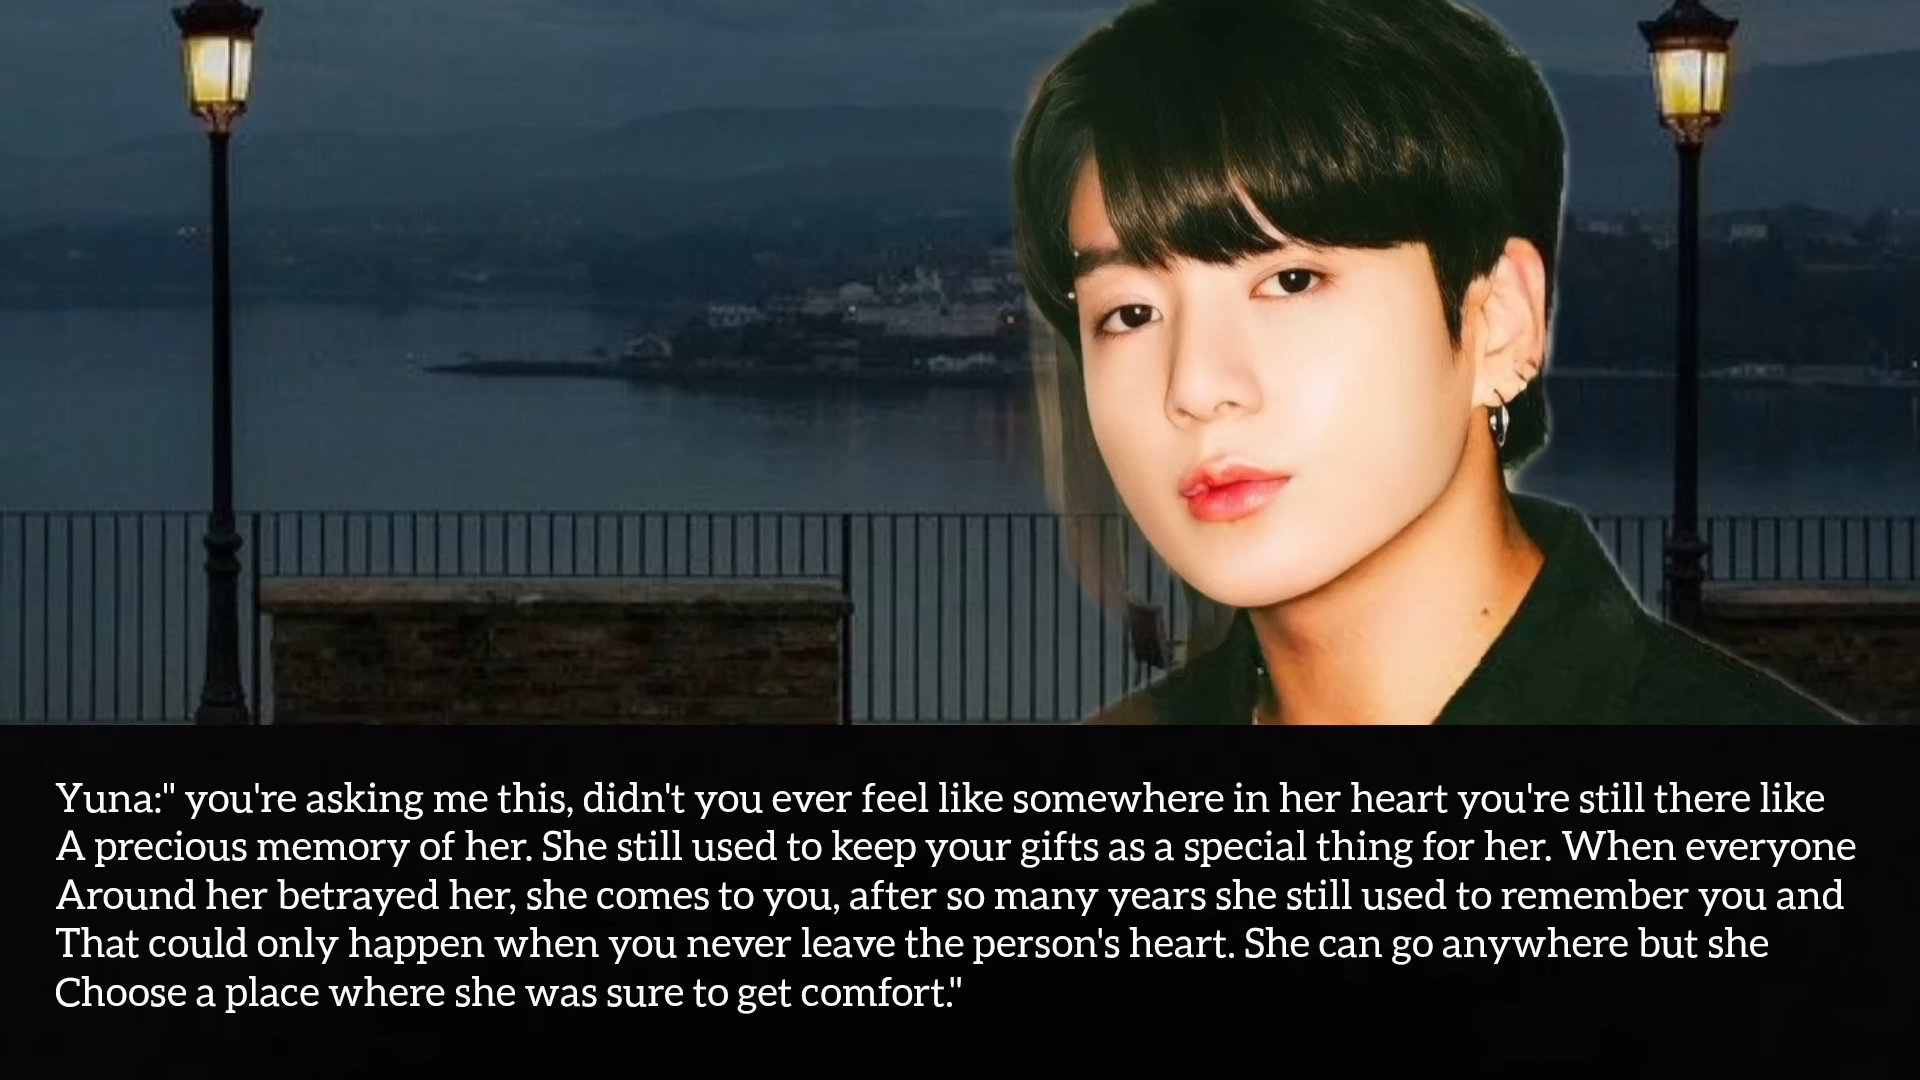 Yuna:" you're asking me this, didn't you ever feel like somewhere in her heart you're still there like
A precious memory of her. She still used to keep your gifts as a special thing for her. When everyone
Around her betrayed her, she comes to you, after so many years she still used to remember you and
That could only happen when you never leave the person's heart. She can go anywhere but she
Choose a place where she was sure to get comfort."